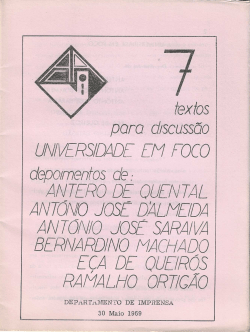 7
textos
para discussão
UNIVERSIDADE EM FOCO
depoimentos de:
ANTERO DE QUENTAL
ANTÓNIO JOSÉ D'ALMEIDA
ANTÓNIO JOSÉ SARAIVA
BERNARDINO MACHADO
EÇA DE QUEIRÓS
RAMALHO ORTIGÃO
DEPARTAMENTO DE IMPRENSA
30 Maio 1969